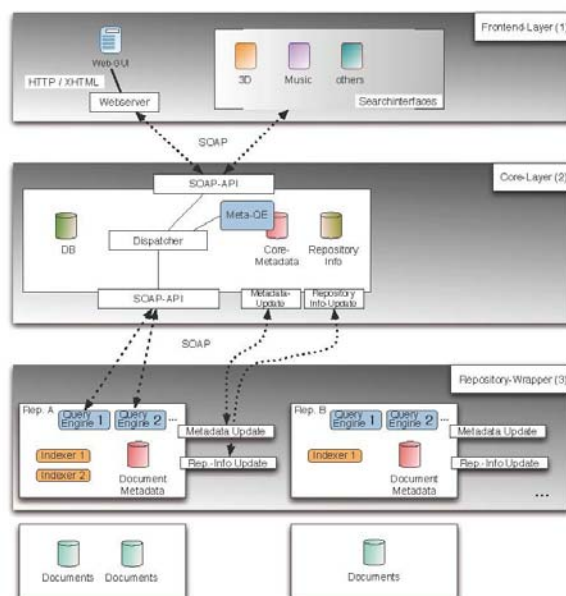 Frontend-Layer (1)
Web-GUI
HTTP / XHTML
Webserver
3D
Music
others
Searchinterfaces
SOAP
Core-Layer (2)
SOAP-API
Meta-QE
DB
Dispatcher
Core-
Metadata
Repository
Info
SOAP-API
Metadata-
Update
Repository
Info-Update
SOAP
Repository-Wrapper (3)
Rep. A
Query
Engine 1
Query
Engine 2
...
Metadata Update
Indexer 1
Indexer 2
Document
Metadata
Rep.-Info Update
Rep. B
Query
Engine 1
Query
Engine 2
...
Metadata Update
Indexer 1
Document
Metadata
Rep.-Info Update
...
Documents
Documents
Documents